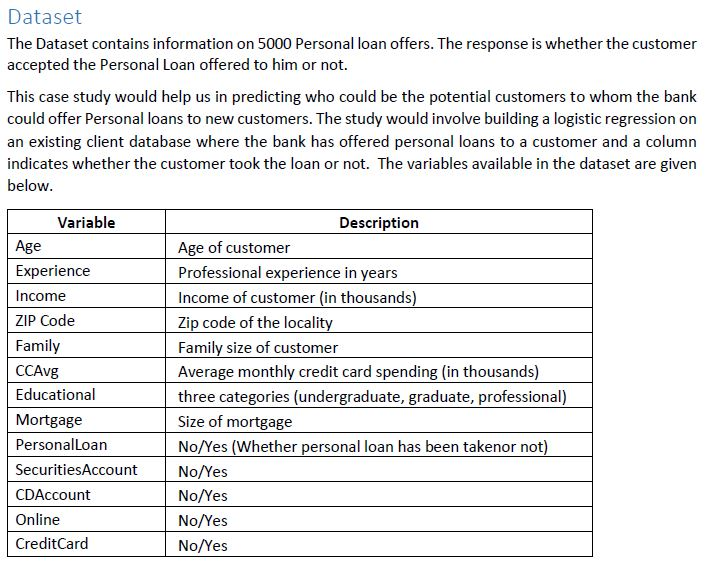 Dataset
The Dataset contains information on 5000 Personal loan offers. The response is whether the customer
accepted the Personal Loan offered to him or not.
This case study would help us in predicting who could be the potential customers to whom the bank
could offer Personal loans to new customers. The study would involve building a logistic regression on
an existing client database where the bank has offered personal loans to a customer and a column
indicates whether the customer took the loan or not. The variables available in the dataset are given
below.
Variable Description
Age Age of customer
Experience Professional experience in years
Income Income of customer (in thousands)
ZIP Code Zip code of the locality
Family Family size of customer
CCAvg Average monthly credit card spending (in thousands)
Educational three categories (undergraduate, graduate, professional)
Mortgage Size of mortgage
PersonalLoan No/Yes (Whether personal loan has been takenor not)
SecuritiesAccount No/Yes
CDAccount No/Yes
Online No/Yes
CreditCard No/Yes